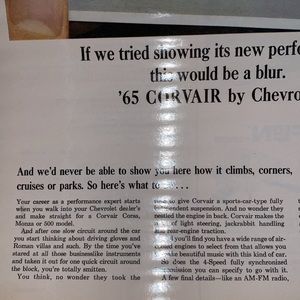 If we tried showing its new perfo
this would be a blur.
'65 CORVAIR by Chevro
And we'd never be able to show you here how it climbs, corners,
cruises or parks. So here's what to
Your career as a performance expert starts
when you walk into your Chevrolet dealer's
and make straight for a Corvair Corsa,
Monza or 500 model.
And after one slow circuit around the car
you start thinking about driving gloves and
Roman villas and such. By the time you've
stared at all those businesslike instruments
and taken it out for one quick circuit around
the block, you're totally smitten.
You think, no wonder they took the
to give Corvair a sports-car-type fully
independent suspension. And no wonder they
nestled the engine back. Corvair makes the
of light steering, jackrabbit handling
rear-engine traction.
you'll find you have a wide range of air-
cooled engines to select from that allows you
beautiful music with this kind of car.
does the 4-Speed fully synchronized
you can specify to go with it.
A few final details—like an AM-FM radio,